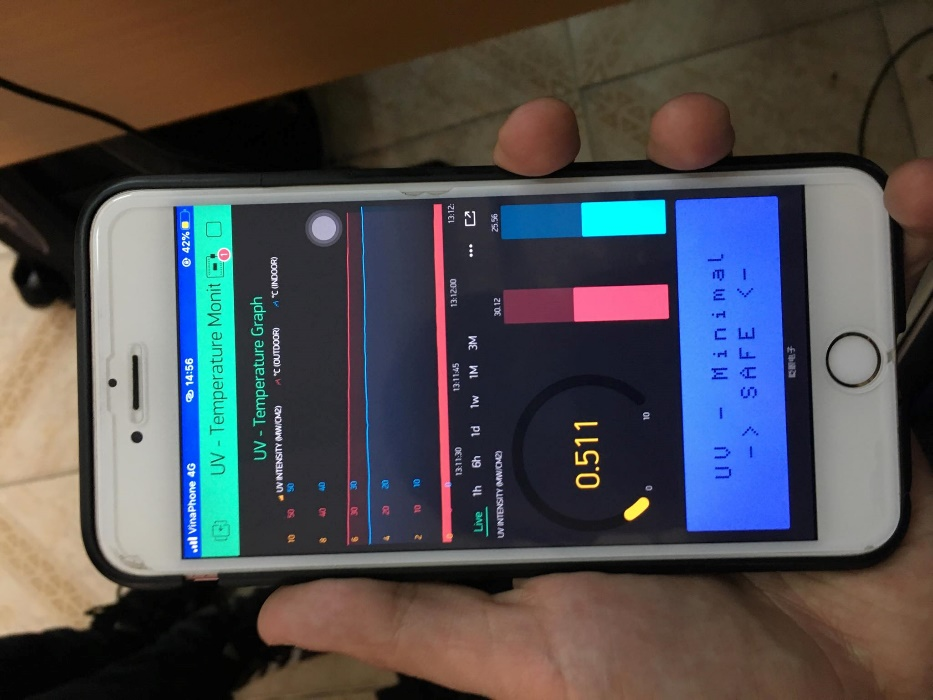 VinaPhone 4G 14:56 42%
UV - Temperature Monit
1
UV - Temperature Graph
UV INTENSITY (MW/CM2) °C (OUTDOOR) °C (INDOOR)
10 50 50
8 40 40
6 30 30
4 20 20
2 10 10
0 0
13:11:30 13:11:45 13:12:00 13:12:
Live 1h 6h 1d 1w 1M 3M
UV INTENSITY (MW/CM2)
30.12 25.56
0.511
0 10
UV - Minimal
-> SAFE <-